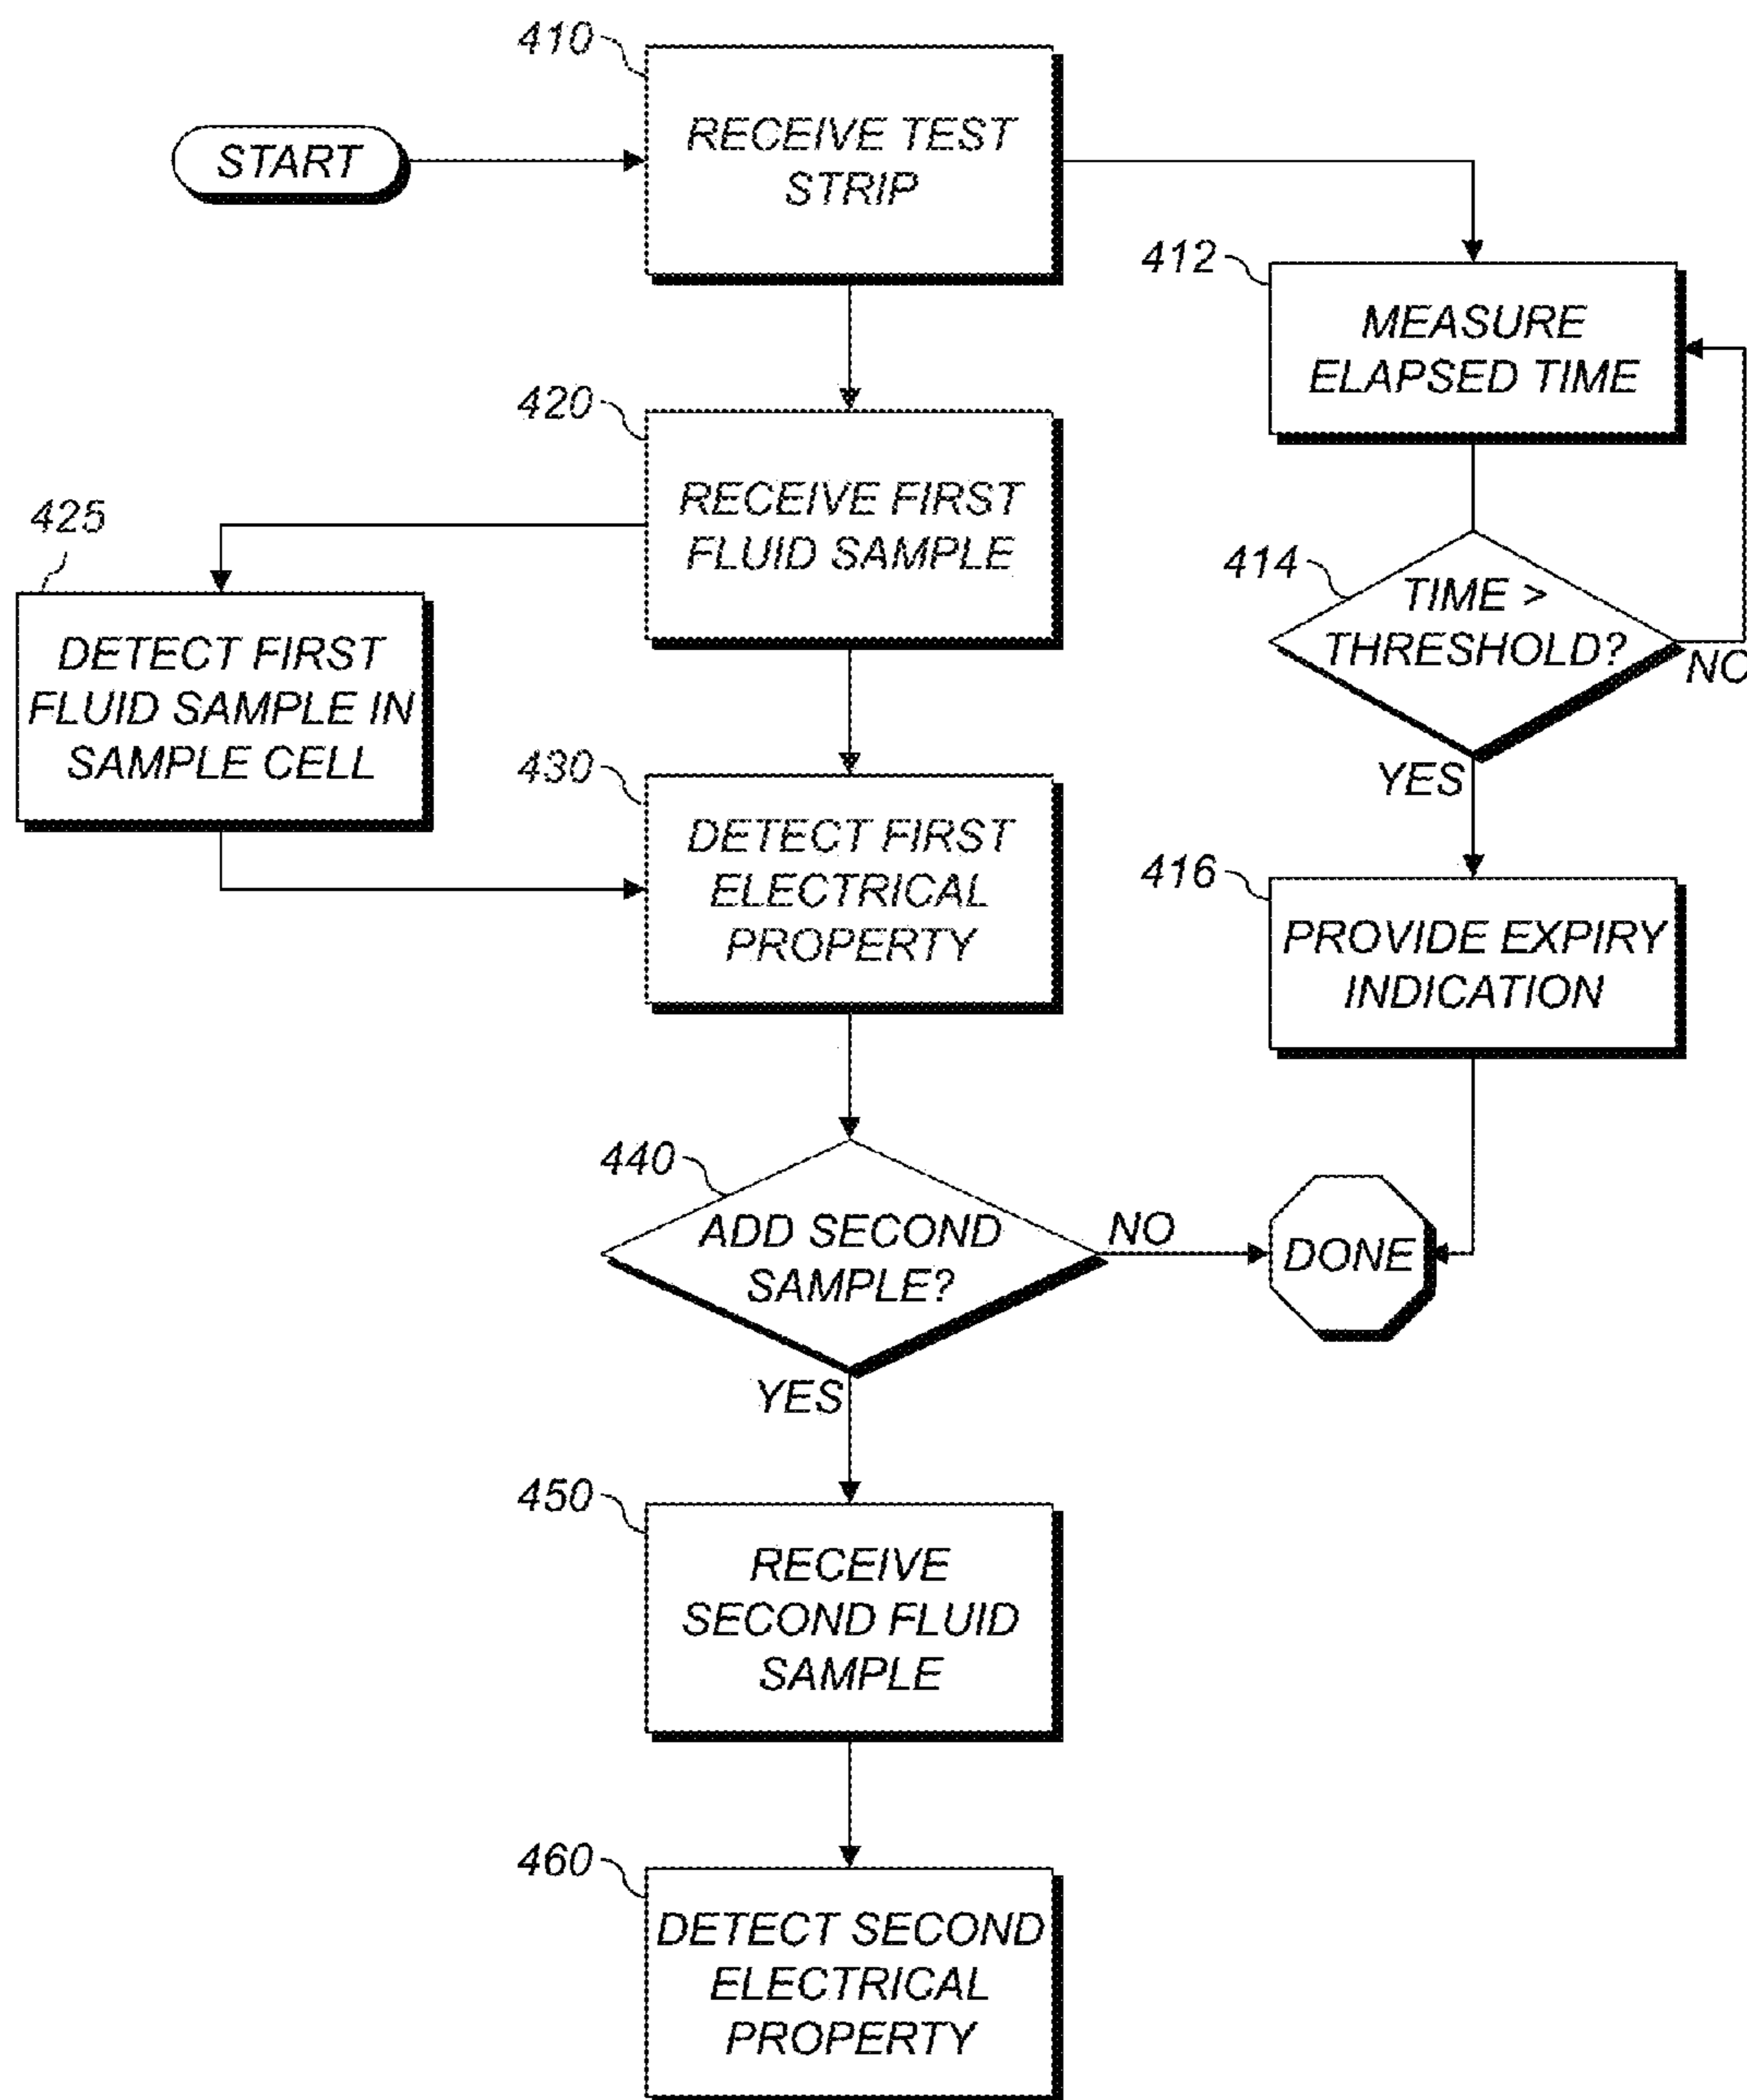 410
RECEIVE TEST
STRIP
START
412
MEASURE
ELAPSED TIME
420
RECEIVE FIRST
FLUID SAMPLE
425
DETECT FIRST
FLUID SAMPLE IN
SAMPLE CELL
414
TIME >
THRESHOLD?
NO
YES
430
DETECT FIRST
ELECTRICAL
PROPERTY
416
PROVIDE EXPIRY
INDICATION
440
ADD SECOND
SAMPLE?
NO
DONE
YES
450
RECEIVE
SECOND FLUID
SAMPLE
460
DETECT SECOND
ELECTRICAL
PROPERTY